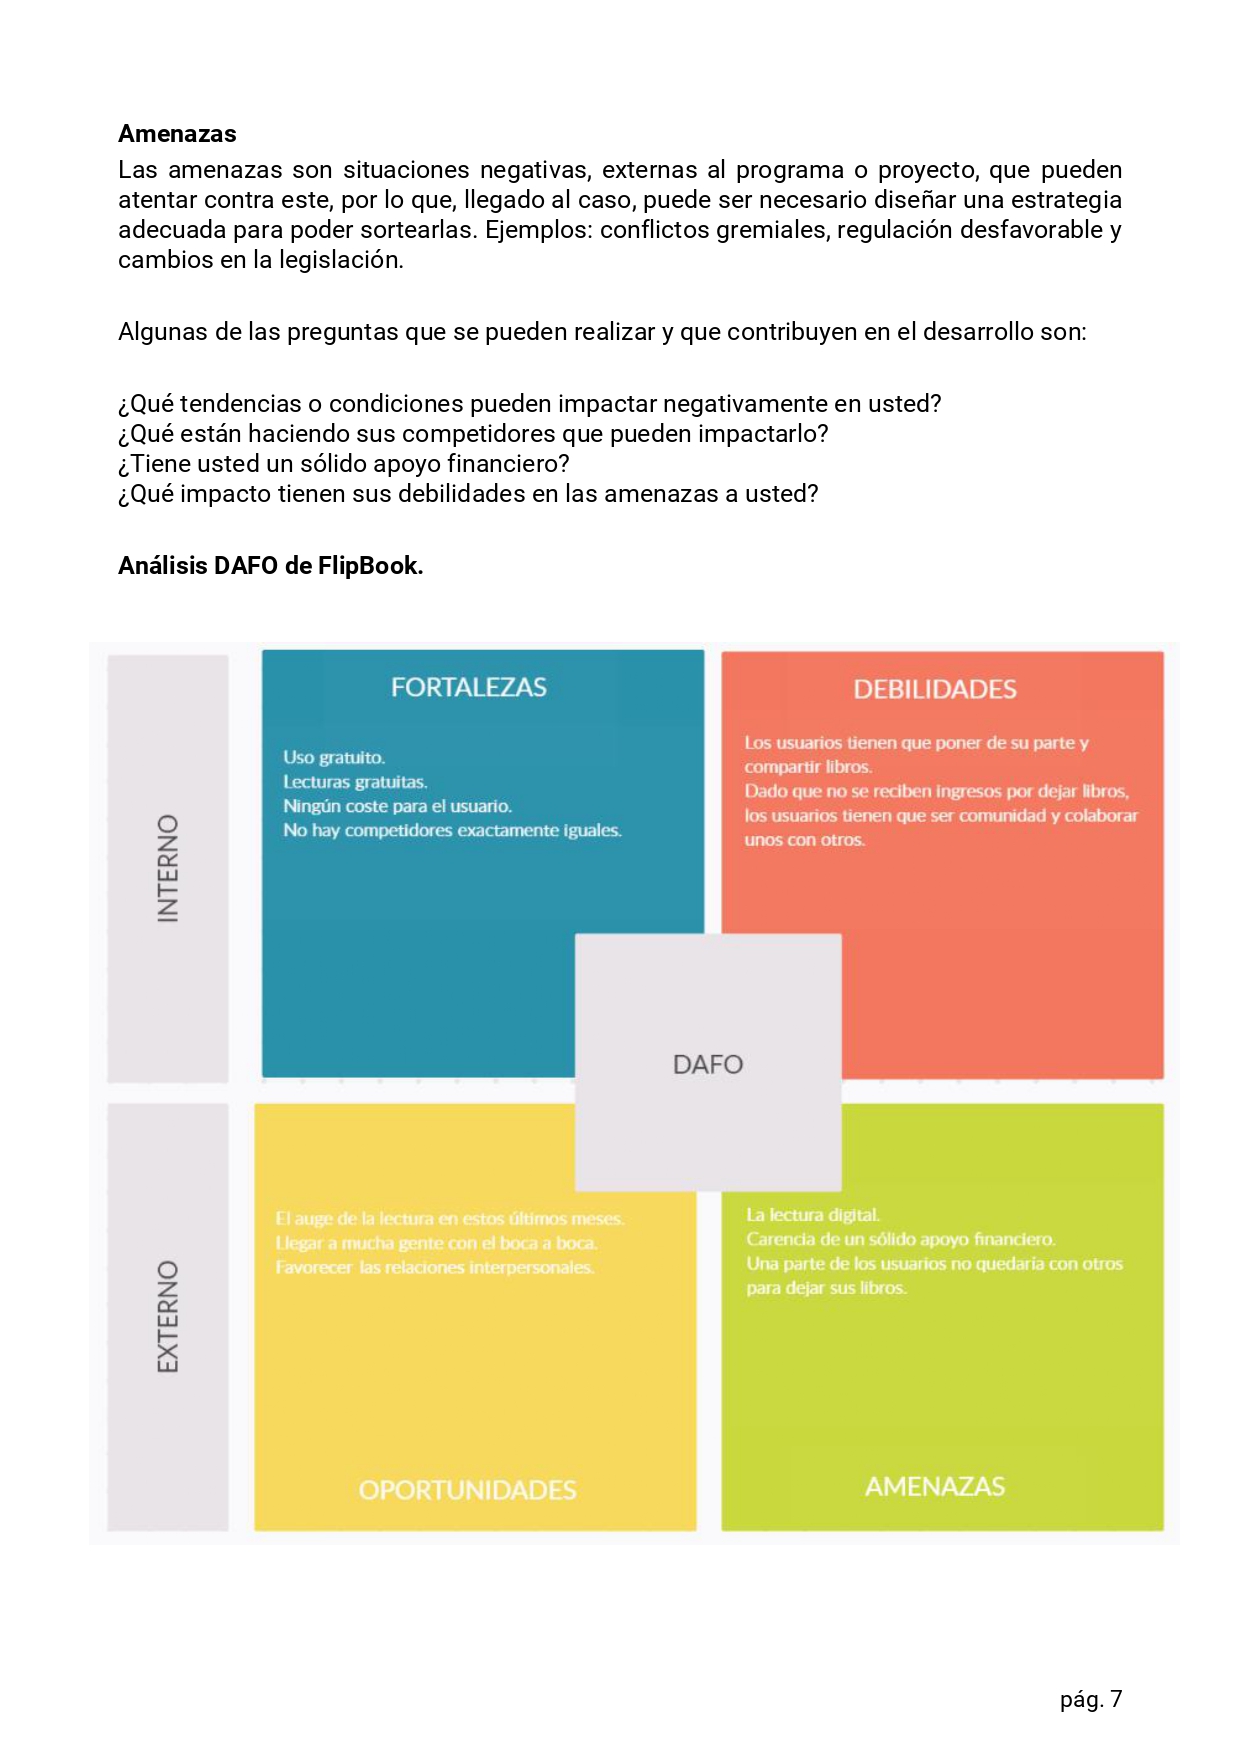 Amenazas
Las amenazas son situaciones negativas, externas al programa o proyecto, que pueden
atentar contra este, por lo que, llegado al caso, puede ser necesario diseñar una estrategia
adecuada para poder sortearlas. Ejemplos: conflictos gremiales, regulación desfavorable y
cambios en la legislación.
Algunas de las preguntas que se pueden realizar y que contribuyen en el desarrollo son:
¿Qué tendencias o condiciones pueden impactar negativamente en usted?
¿Qué están haciendo sus competidores que pueden impactarlo?
¿Tiene usted un sólido apoyo financiero?
¿Qué impacto tienen sus debilidades en las amenazas a usted?
Análisis DAFO de FlipBook.
INTERNO
FORTALEZAS
Uso gratuito.
Lecturas gratuitas.
Ningún coste para el usuario.
No hay competidores exactamente iguales.
DEBILIDADES
Los usuarios tienen que poner de su parte y
compartir libros.
Dado que no se reciben ingresos por dejar libros,
los usuarios tienen que ser comunidad y colaborar
unos con otros.
DAFO
EXTERNO
El auge de la lectura en estos últimos meses.
Llegar a mucha gente con el boca a boca.
Favorecer las relaciones interpersonales.
OPORTUNIDADES
La lectura digital.
Carencia de un sólido apoyo financiero.
Una parte de los usuarios no quedaría con otros
para dejar sus libros.
AMENAZAS
pág. 7